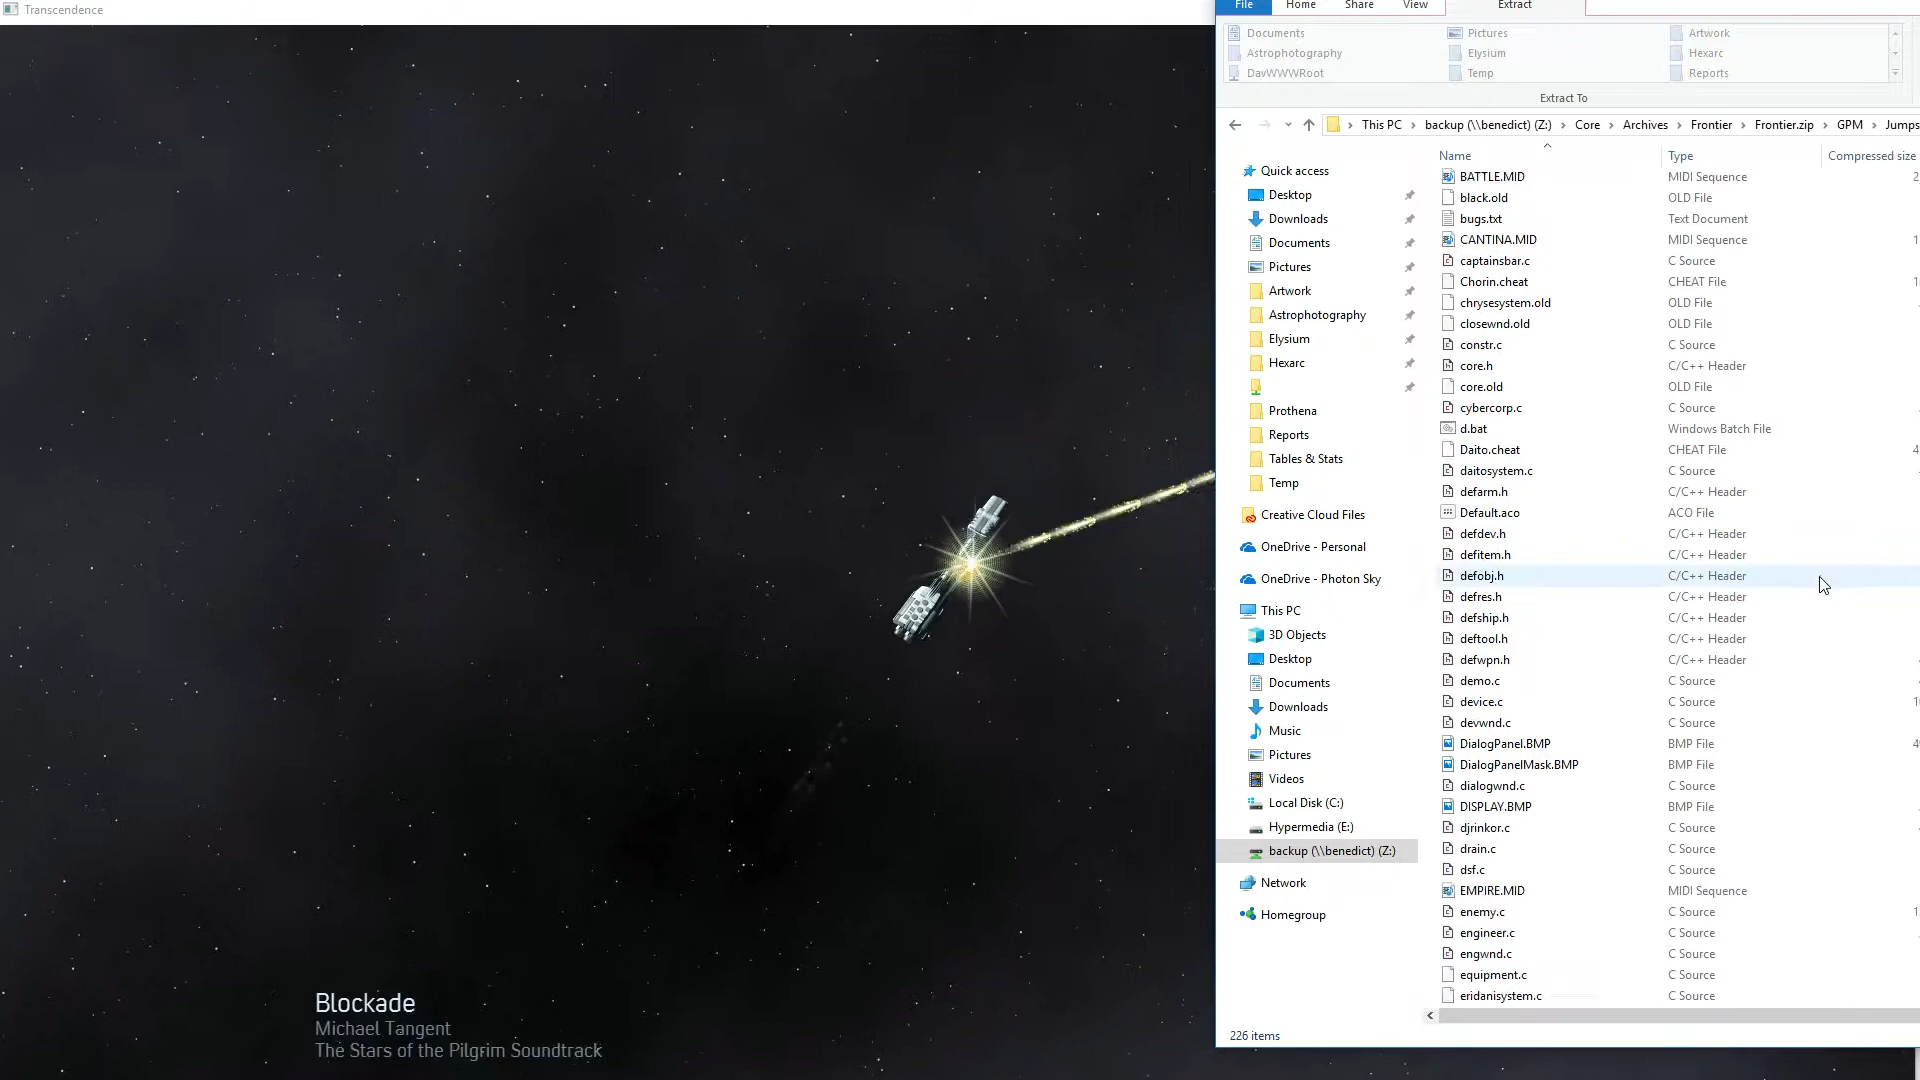 Transcendence
File Home Share View Extract
Documents Pictures Artwork
Astrophotography Elysium Hexarc
DavWWWRoot Temp Reports
Extract To
This PC backup (\\benedict) (Z:) Core Archives Frontier Frontier.zip GPM Jumps
Name Type Compressed size
BATTLE.MID MIDI Sequence 2
black.old OLD File
bugs.txt Text Document
CANTINA.MID MIDI Sequence 1
captainsbar.c C Source
Chorin.cheat CHEAT File 1
chrysesystem.old OLD File
closewnd.old OLD File
constr.c C Source
core.h C/C++ Header
core.old OLD File
cybercorp.c C Source
d.bat Windows Batch File
Daito.cheat CHEAT File 4
daitosystem.c C Source
defarm.h C/C++ Header
Default.aco ACO File
defdev.h C/C++ Header
defitem.h C/C++ Header
defobj.h C/C++ Header
defres.h C/C++ Header
defship.h C/C++ Header
deftool.h C/C++ Header
defwpn.h C/C++ Header
demo.c C Source
device.c C Source
devwnd.c C Source
DialogPanel.BMP BMP File 49
DialogPanelMask.BMP BMP File
dialogwnd.c C Source
DISPLAY.BMP BMP File
djrinkor.c C Source
drain.c C Source
dsf.c C Source
EMPIRE.MID MIDI Sequence
enemy.c C Source
engineer.c C Source
engwnd.c C Source
equipment.c C Source
eridanisystem.c C Source
Quick access
Desktop
Downloads
Documents
Pictures
Artwork
Astrophotography
Elysium
Hexarc
Prothena
Reports
Tables & Stats
Temp
Creative Cloud Files
OneDrive - Personal
OneDrive - Photon Sky
This PC
3D Objects
Desktop
Documents
Downloads
Music
Pictures
Videos
Local Disk (C:)
Hypermedia (E:)
backup (\\benedict) (Z:)
Network
Homegroup
226 items
Blockade
Michael Tangent
The Stars of the Pilgrim Soundtrack